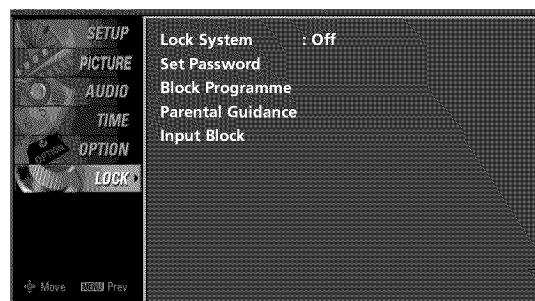 SETUP
PICTURE
AUDIO
TIME
OPTION
LOCK
Lock System : Off
Set Password
Block Programme
Parental Guidance
Input Block
Move MENU Prev